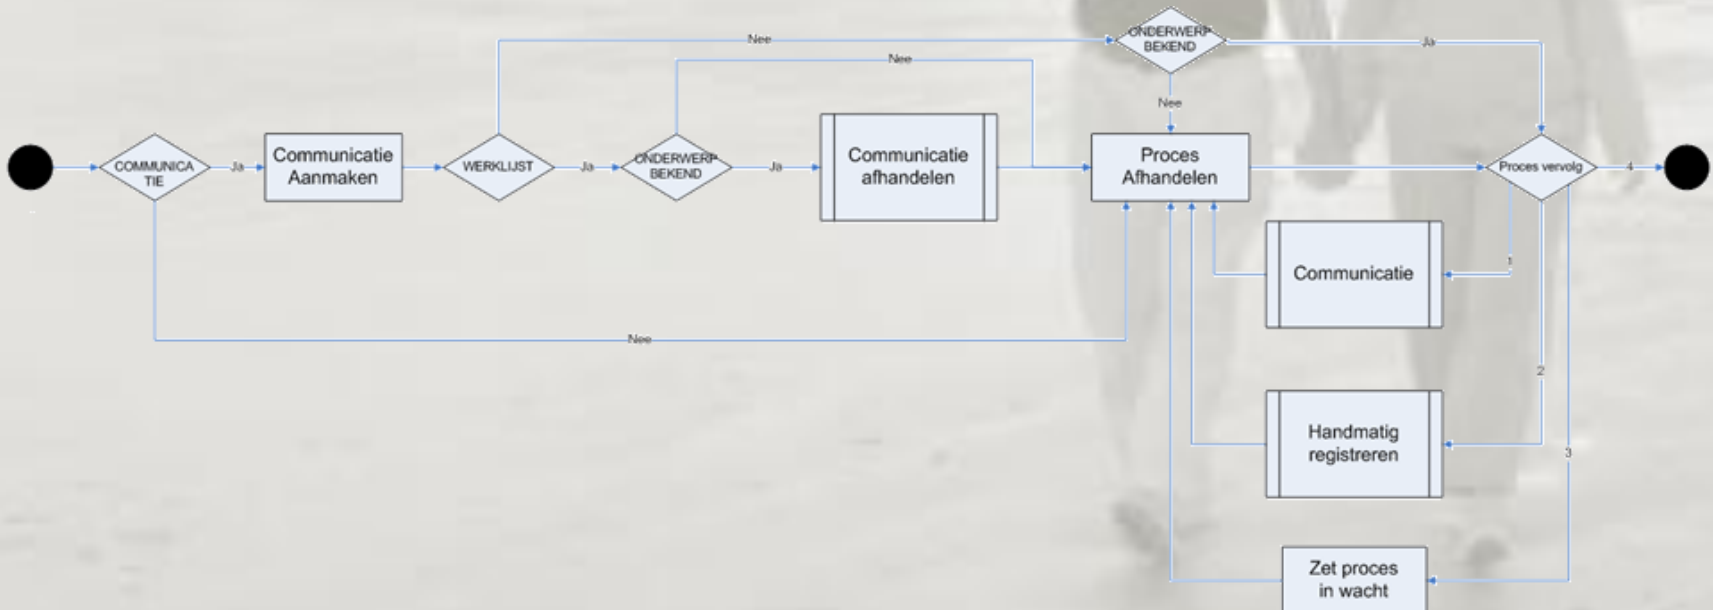 Nee
ONDERWERP
BEKEND
Ja
Nee
Nee
COMMUNICA
TIE
Ja
Communicatie
Aanmaken
WERKLIJST
Ja
ONDERWERP
BEKEND
Ja
Communicatie
afhandelen
Proces
Afhandelen
Proces vervolg
4
Communicatie
1
Nee
2
Handmatig
registreren
3
Zet proces
in wacht